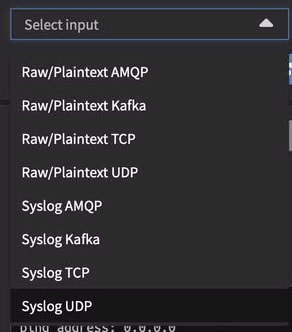 Select input
Raw/Plaintext AMQP
Raw/Plaintext Kafka
Raw/Plaintext TCP
Raw/Plaintext UDP
Syslog AMQP
Syslog Kafka
Syslog TCP
Syslog UDP
address: 0.0.0.0